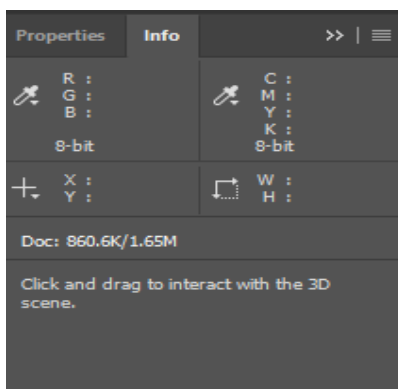 Properties Info
R :
G :
B :
8-bit
C :
M :
Y :
K :
8-bit
X :
Y :
W :
H :
Doc: 860.6K/1.65M
Click and drag to interact with the 3D
scene.